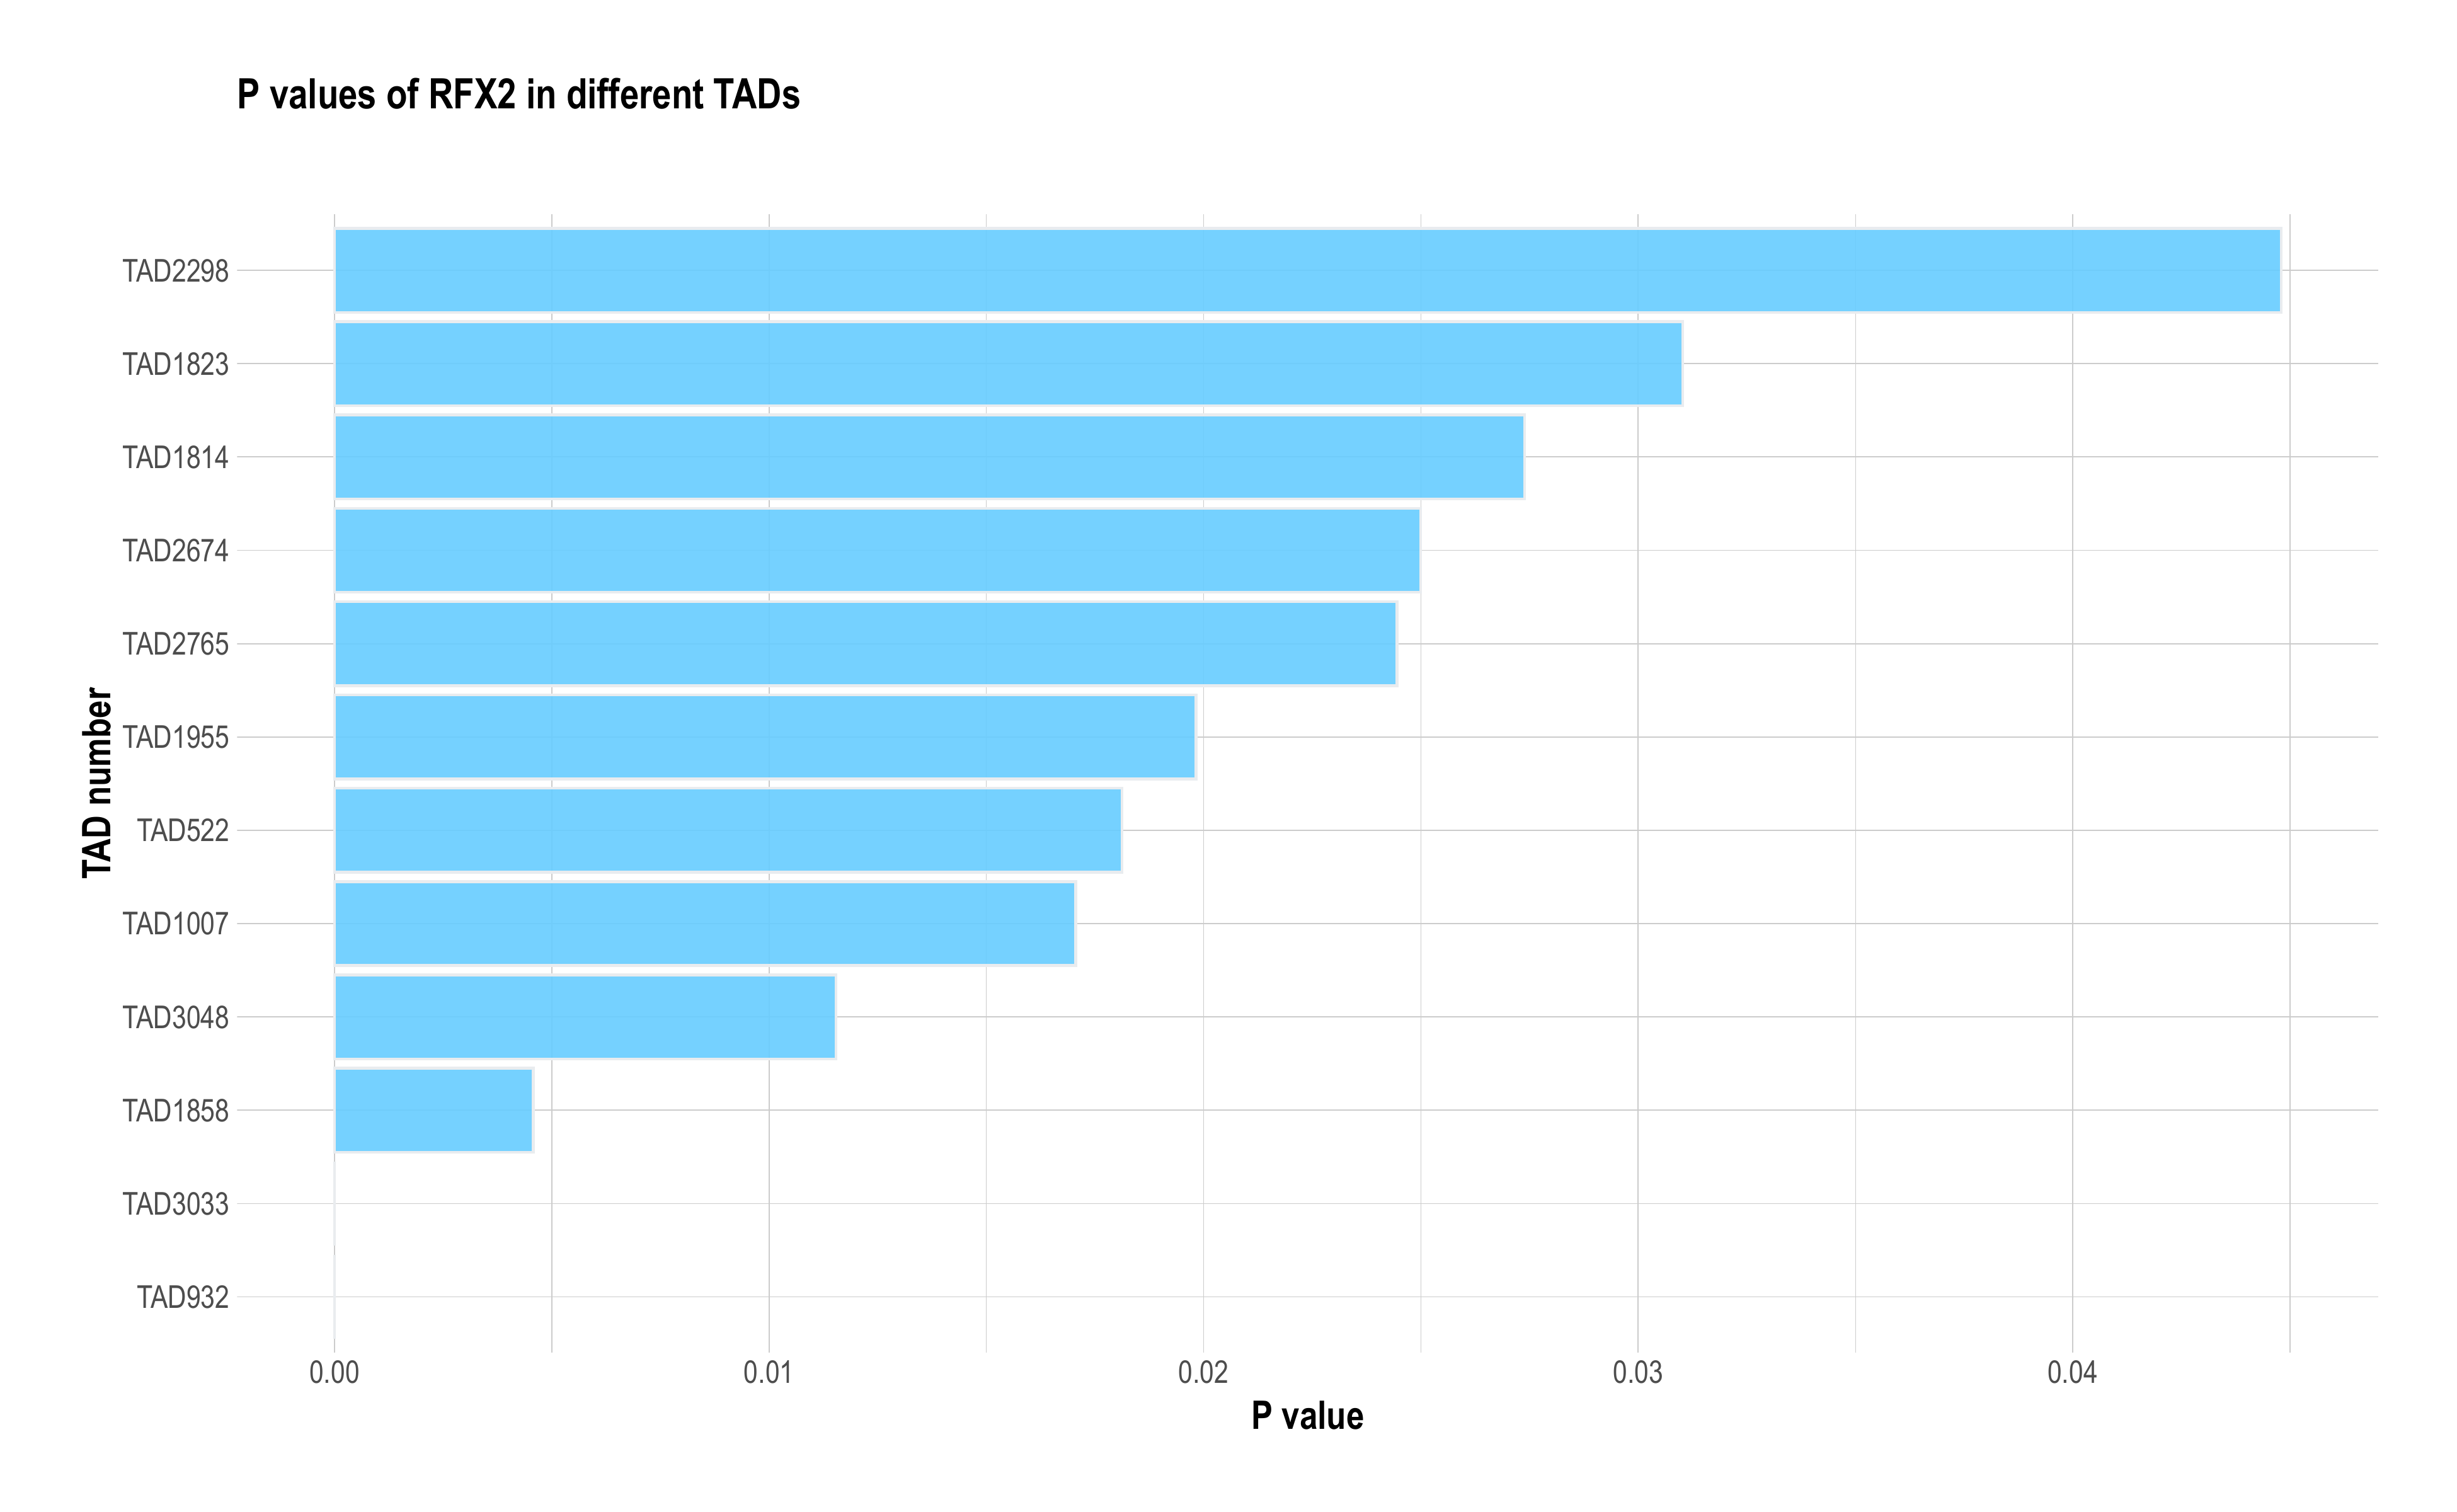 P values of RFX2 in different TADs
TAD2298
TAD1823
TAD1814
TAD2674
TAD2765
TAD1955
TAD522
TAD1007
TAD3048
TAD1858
TAD3033
TAD932
TAD number
0.00 0.01 0.02 0.03 0.04
P value